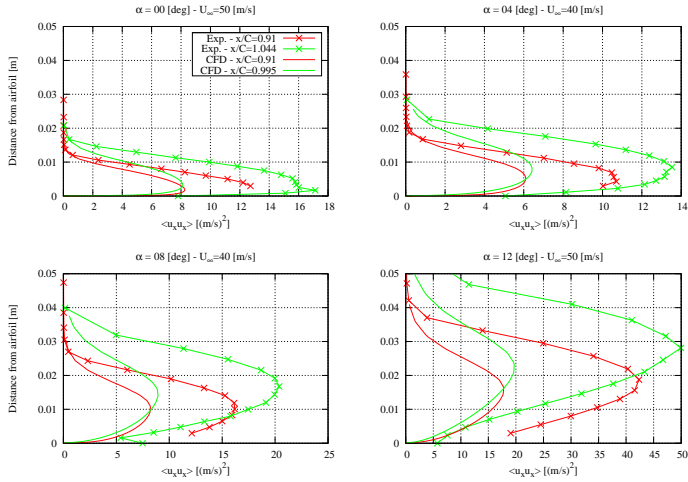 α = 00 [deg] - U∞=50 [m/s]
Distance from airfoil [m]
0.05
0.04
0.03
0.02
0.01
0
Exp. - x/C=0.91
Exp. - x/C=1.044
CFD - x/C=0.91
CFD - x/C=0.995
0 2 4 6 8 10 12 14 16 18
<uₓuₓ> [(m/s)²]
α = 04 [deg] - U∞=40 [m/s]
0.05
0.04
0.03
0.02
0.01
0
0 2 4 6 8 10 12 14
<uₓuₓ> [(m/s)²]
α = 08 [deg] - U∞=40 [m/s]
Distance from airfoil [m]
0.05
0.04
0.03
0.02
0.01
0
0 5 10 15 20 25
<uₓuₓ> [(m/s)²]
α = 12 [deg] - U∞=50 [m/s]
0.05
0.04
0.03
0.02
0.01
0
0 5 10 15 20 25 30 35 40 45 50
<uₓuₓ> [(m/s)²]